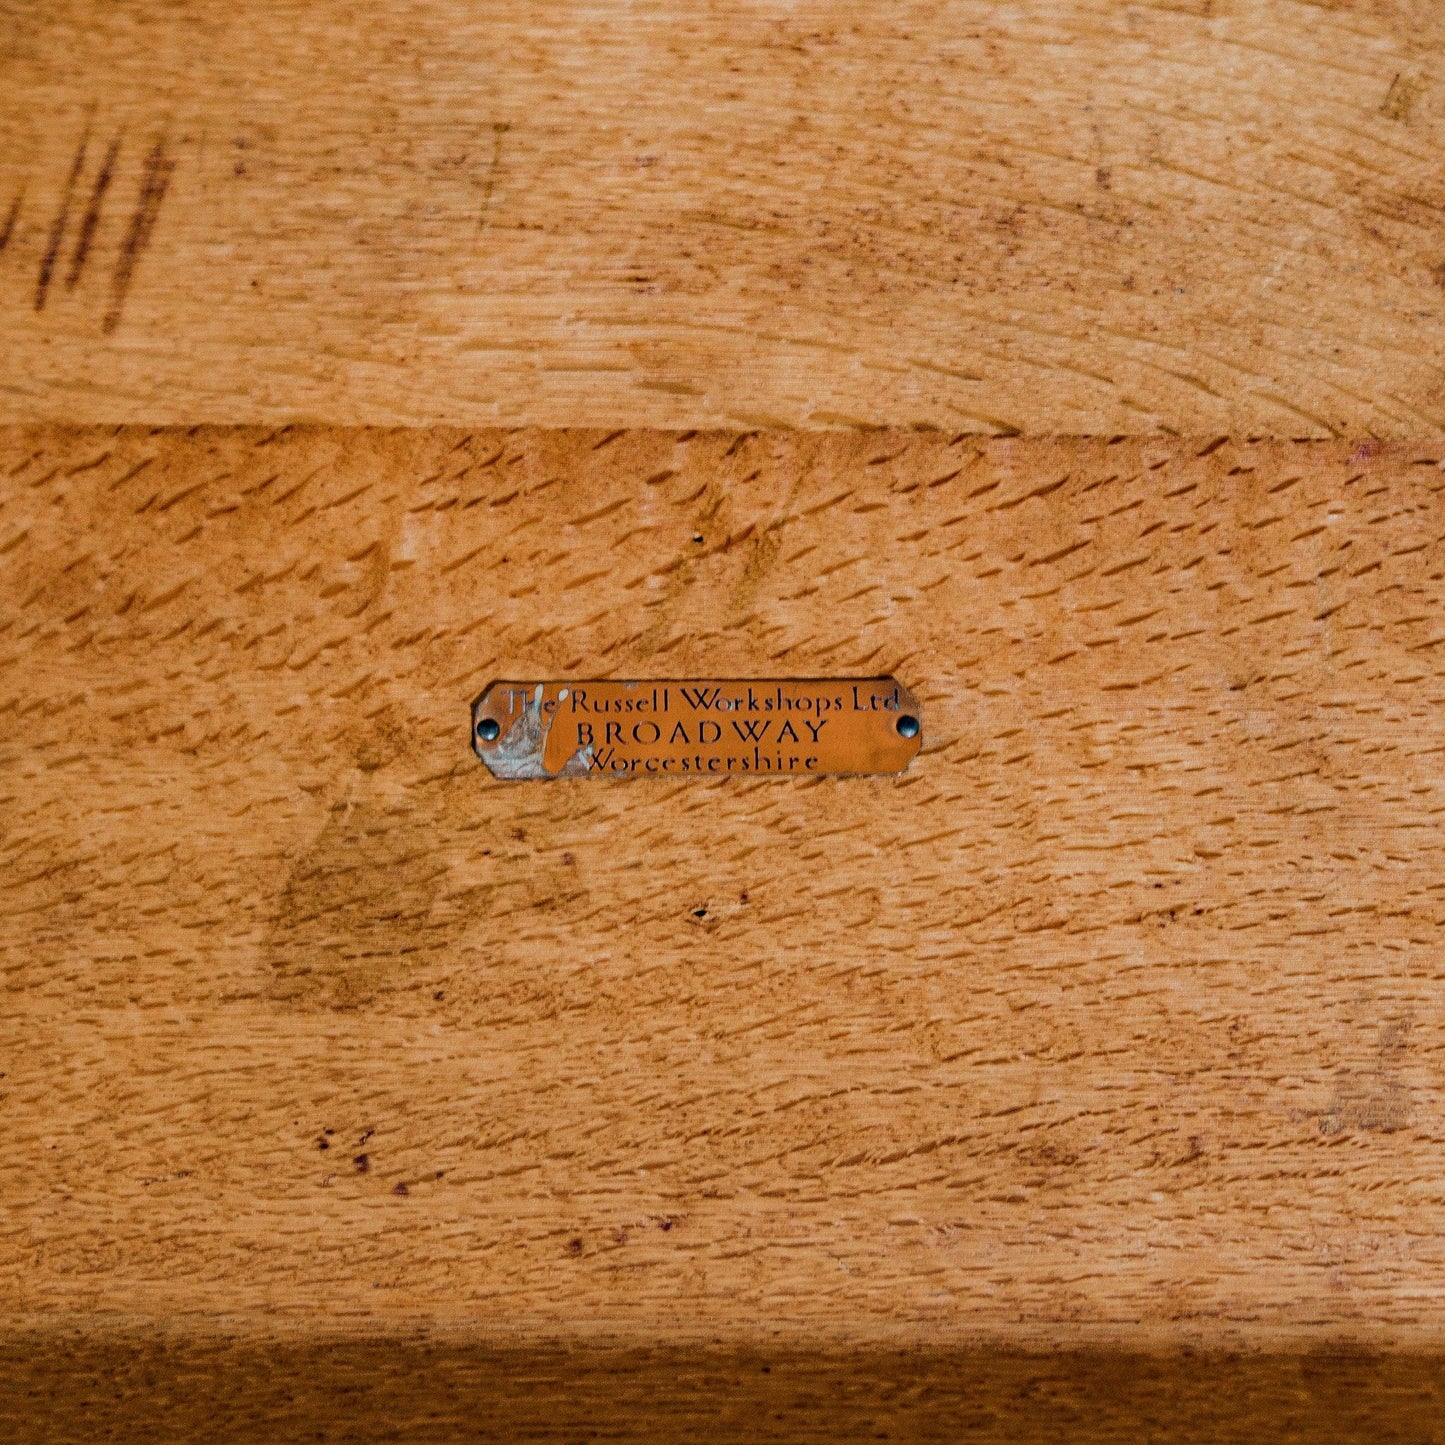 The Russell Workshops Ltd
BROADWAY
Worcestershire